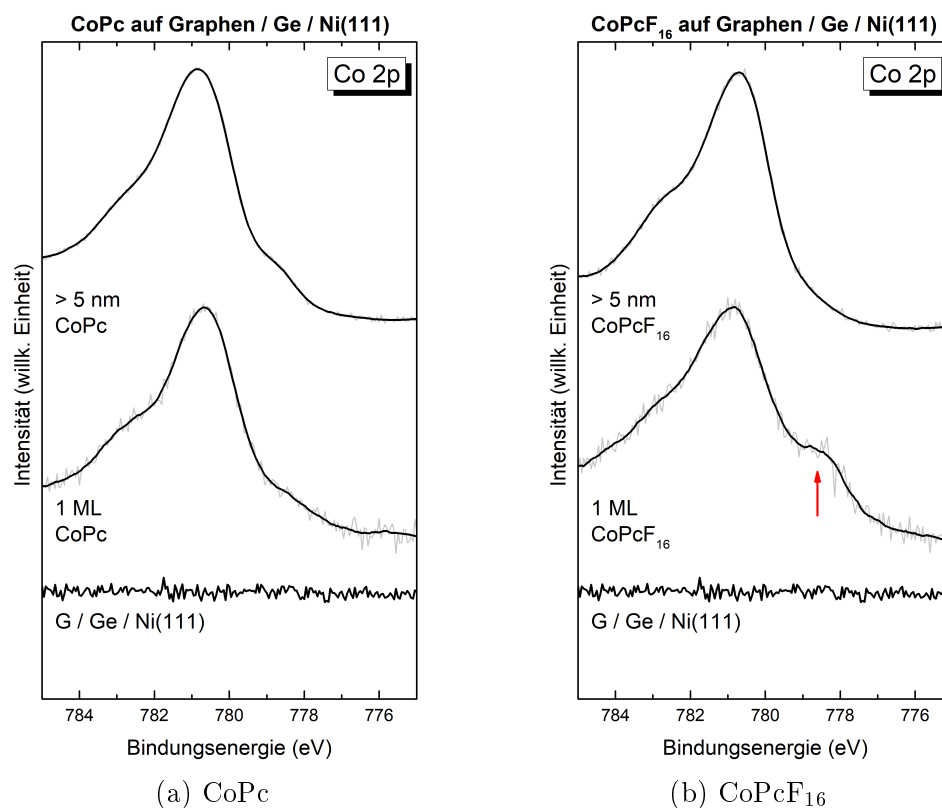 CoPc auf Graphen / Ge / Ni(111)
Co 2p
Intensität (willk. Einheit)
> 5 nm
CoPc
1 ML
CoPc
G / Ge / Ni(111)
784 782 780 778 776
Bindungsenergie (eV)
(a) CoPc
CoPcF₁₆ auf Graphen / Ge / Ni(111)
Co 2p
Intensität (willk. Einheit)
> 5 nm
CoPcF₁₆
1 ML
CoPcF₁₆
G / Ge / Ni(111)
784 782 780 778 776
Bindungsenergie (eV)
(b) CoPcF₁₆